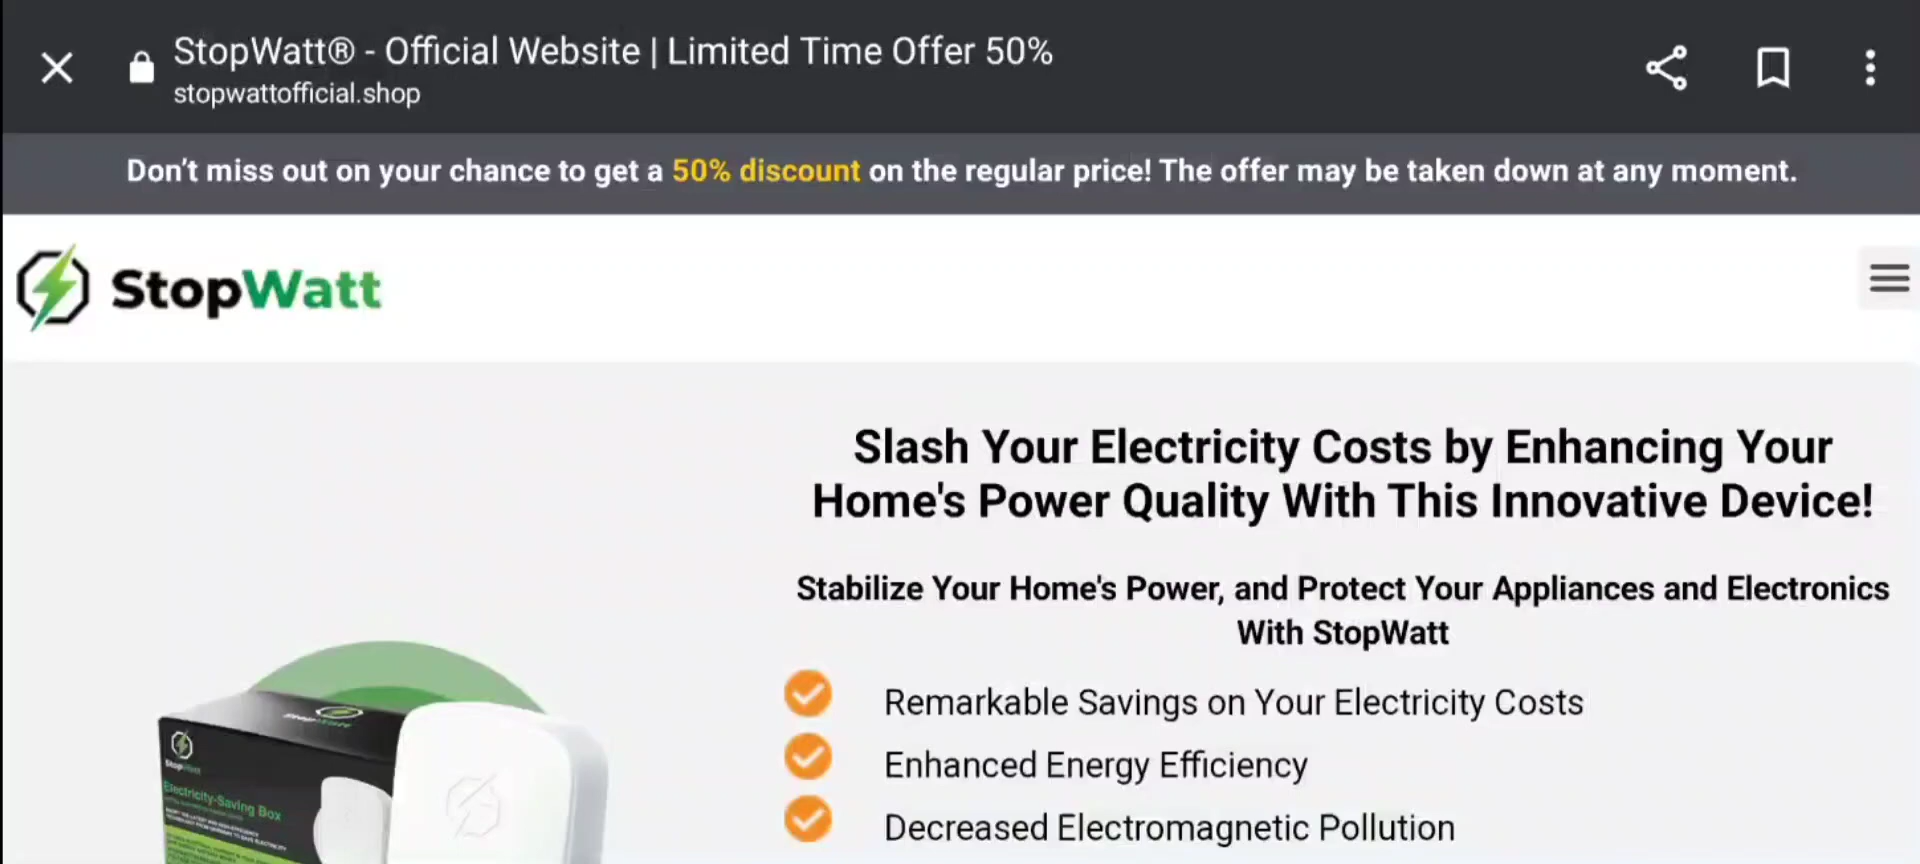 StopWatt® - Official Website | Limited Time Offer 50%
stopwattofficial.shop
Don't miss out on your chance to get a 50% discount on the regular price! The offer may be taken down at any moment.
StopWatt
Slash Your Electricity Costs by Enhancing Your
Home's Power Quality With This Innovative Device!
Stabilize Your Home's Power, and Protect Your Appliances and Electronics
With StopWatt
Remarkable Savings on Your Electricity Costs
Enhanced Energy Efficiency
Decreased Electromagnetic Pollution
StopWatt
StopWatt
Electricity-Saving Box